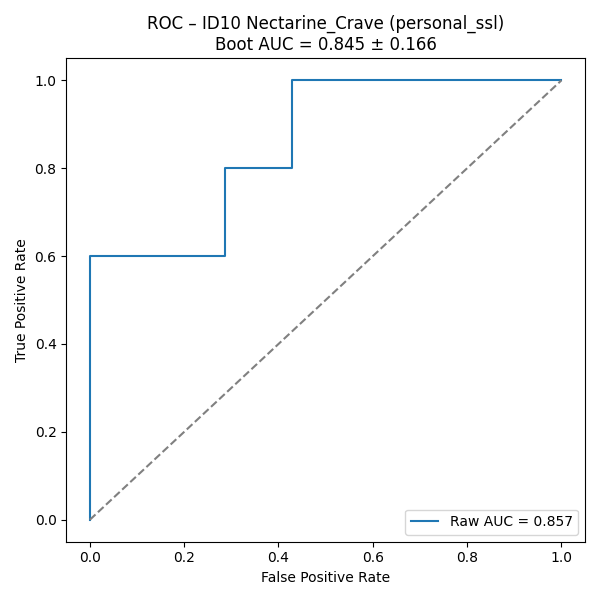 ROC – ID10 Nectarine_Crave (personal_ssl)
Boot AUC = 0.845 ± 0.166
True Positive Rate
1.0
0.8
0.6
0.4
0.2
0.0
0.0 0.2 0.4 0.6 0.8 1.0
False Positive Rate
Raw AUC = 0.857